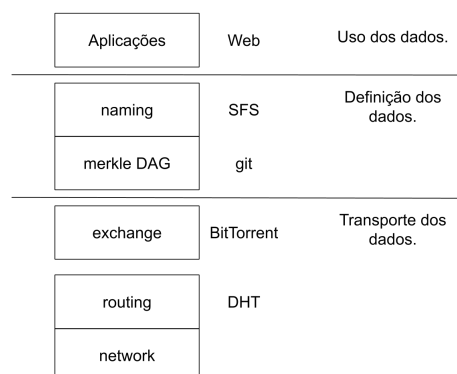 Aplicações Web Uso dos dados.
naming SFS Definição dos
dados.
merkle DAG git
exchange BitTorrent Transporte dos
dados.
routing DHT
network